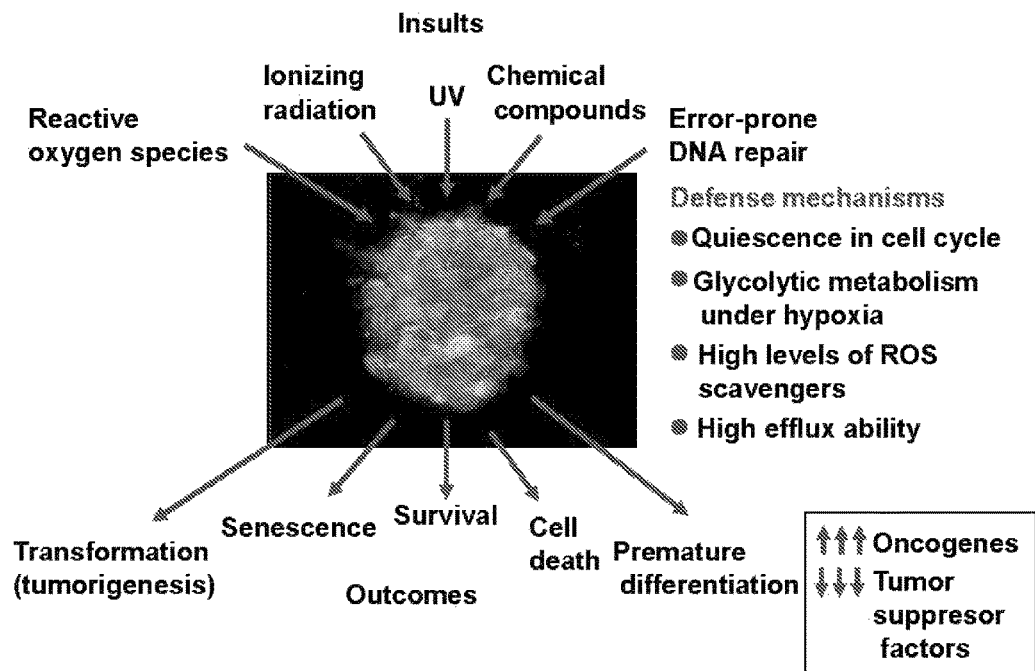 Insults
Ionizing
radiation
UV
Chemical
compounds
Reactive
oxygen species
Error-prone
DNA repair
Defense mechanisms
Quiescence in cell cycle
Glycolytic metabolism
under hypoxia
High levels of ROS
scavengers
High efflux ability
Transformation
(tumorigenesis)
Senescence
Survival
Cell
death
Premature
differentiation
Outcomes
↑↑↑ Oncogenes
↓↓↓ Tumor
suppresor
factors